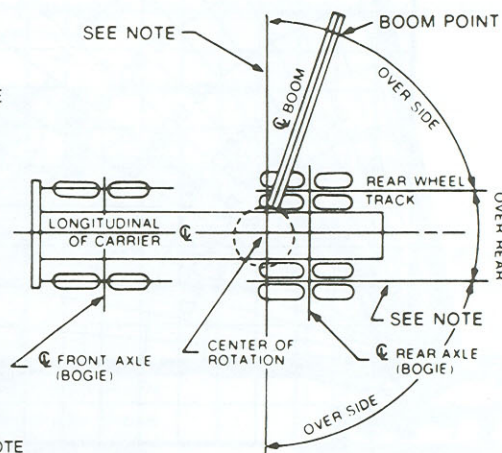 SEE NOTE
BOOM POINT
℄ BOOM
OVER SIDE
REAR WHEEL
TRACK
LONGITUDINAL
OF CARRIER ℄
OVER REAR
SEE NOTE
℄ FRONT AXLE
(BOGIE)
CENTER OF
ROTATION
℄ REAR AXLE
(BOGIE)
OVER SIDE
OTE